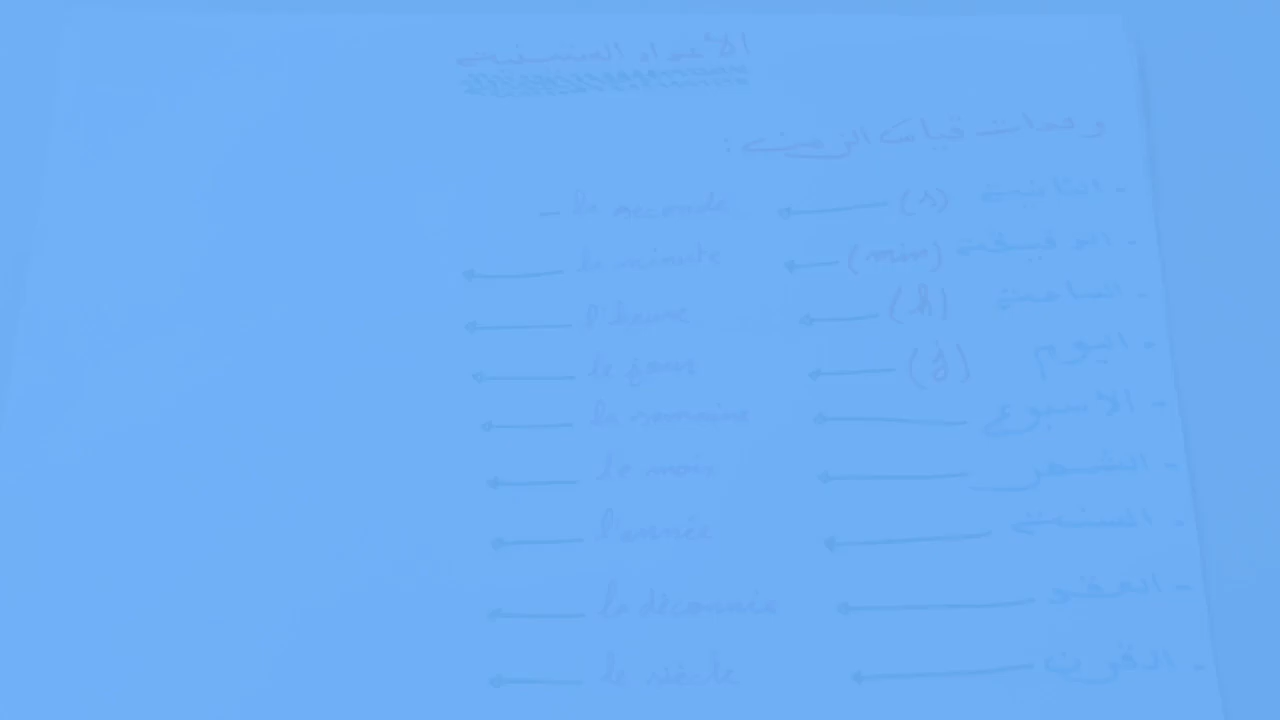 الأعداد الستينية
وحدات قياس الزمن :
- الثانية (s) ← la seconde —
- الدقيقة (min) ← la minute ←
- الساعة (h) ← l'heure ←
- اليوم (j) ← le jour ←
- الأسبوع ← la semaine ←
- الشهر ← le mois ←
- السنة ← l'année ←
- العقد ← la décennie ←
- القرن ← le siècle ←